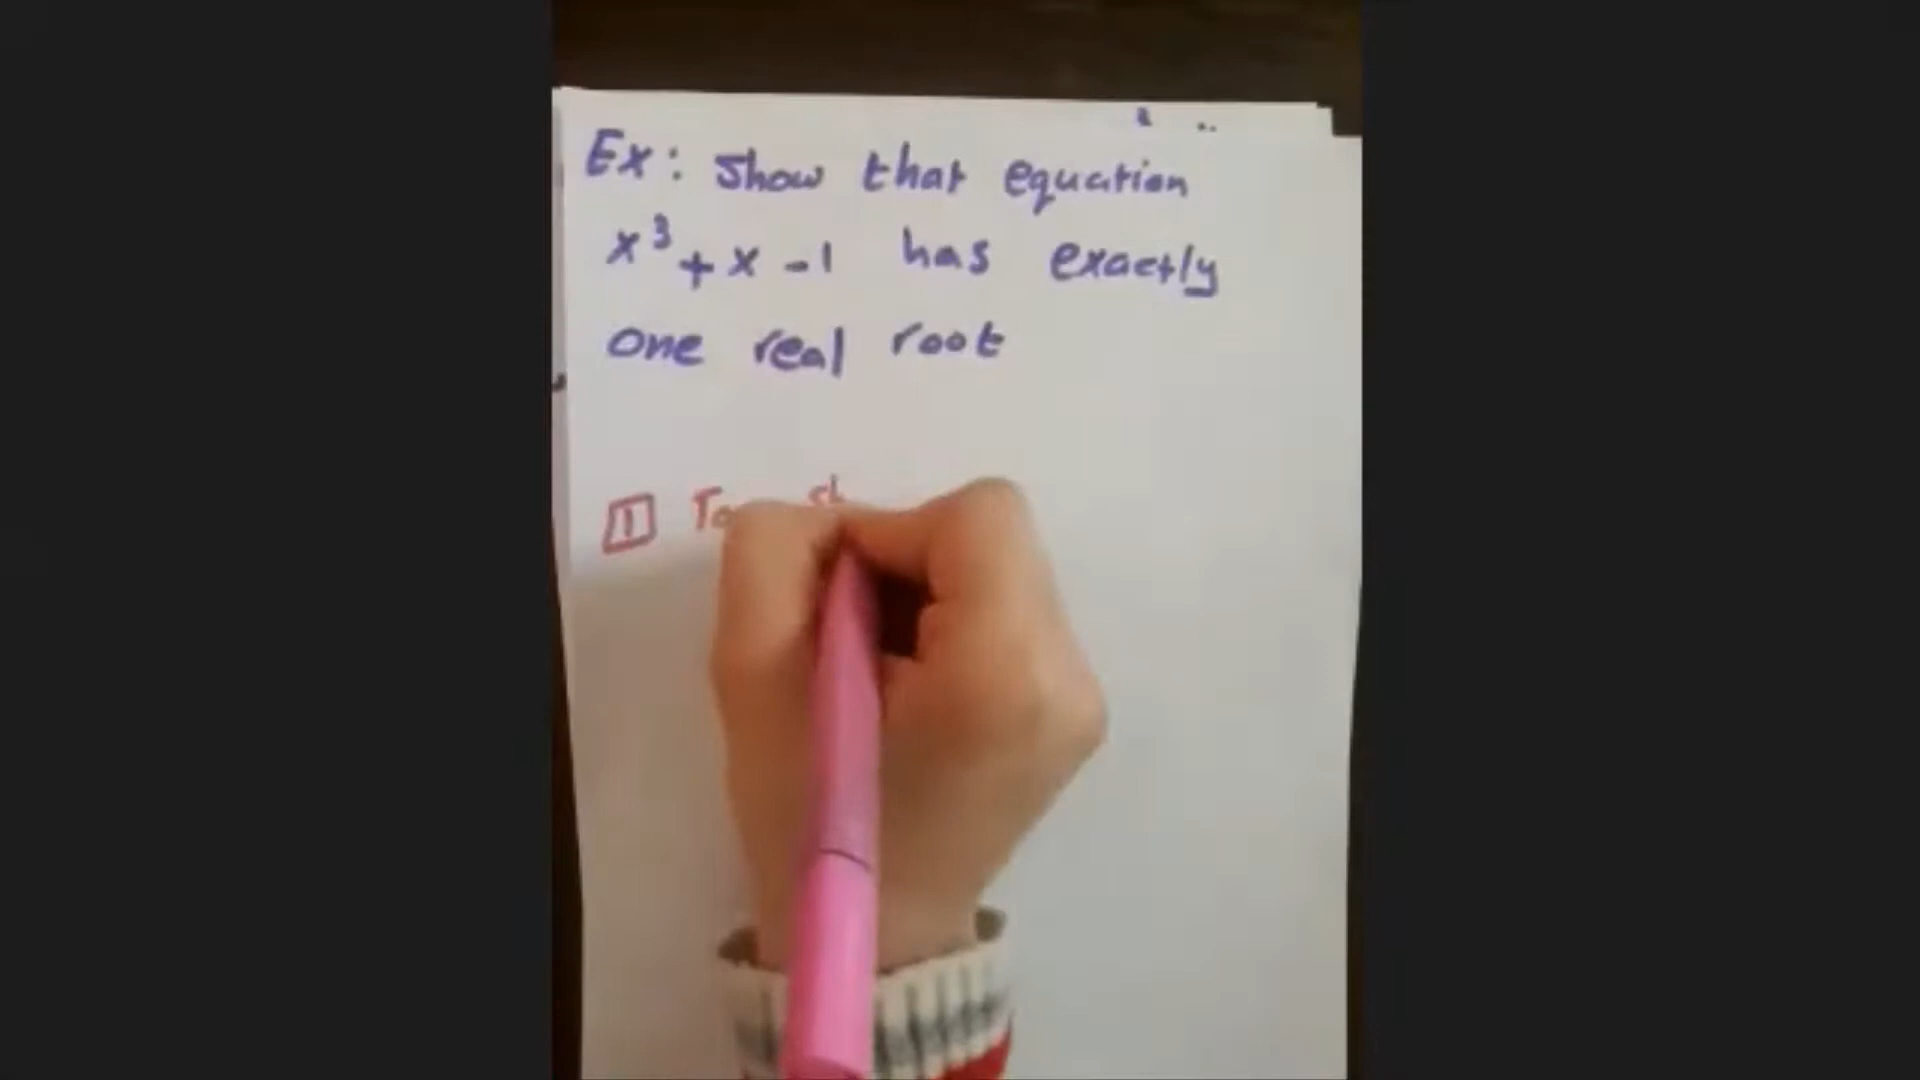 Ex: Show that equation
x³ + x - 1 has exactly
one real root
1 To